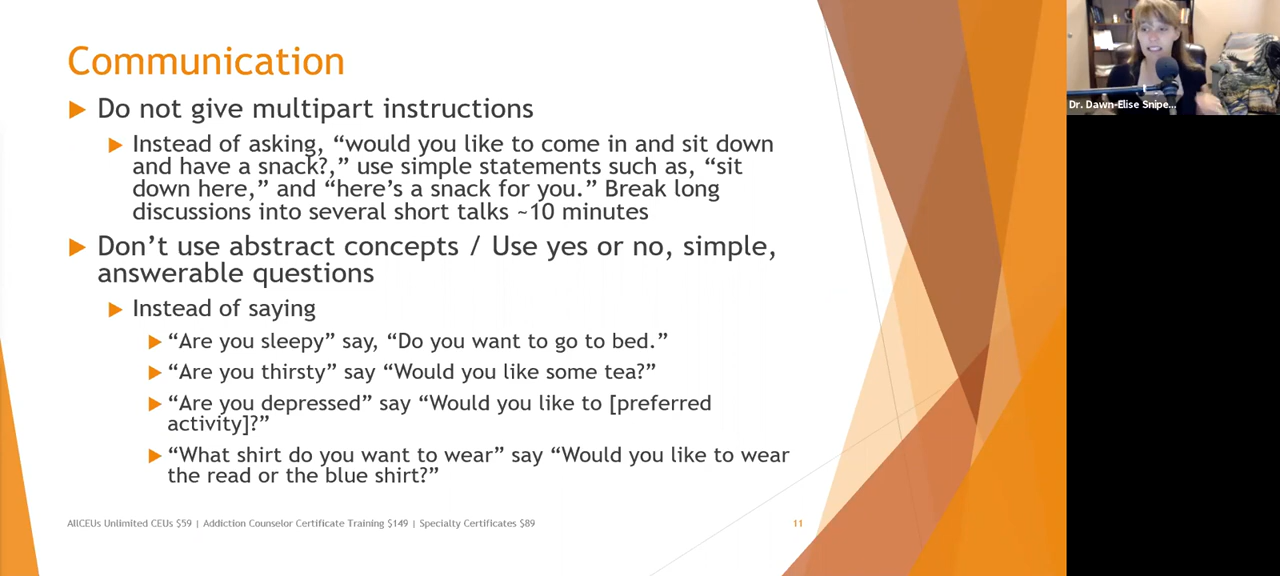 Communication
Do not give multipart instructions
Instead of asking, “would you like to come in and sit down
and have a snack?,” use simple statements such as, “sit
down here,” and “here’s a snack for you.” Break long
discussions into several short talks ~10 minutes
Don’t use abstract concepts / Use yes or no, simple,
answerable questions
Instead of saying
“Are you sleepy” say, “Do you want to go to bed.”
“Are you thirsty” say “Would you like some tea?”
“Are you depressed” say “Would you like to [preferred
activity]?”
“What shirt do you want to wear” say “Would you like to wear
the read or the blue shirt?”
AllCEUs Unlimited CEUs $59 | Addiction Counselor Certificate Training $149 | Specialty Certificates $89
11
Dr. Dawn-Elise Snipe...